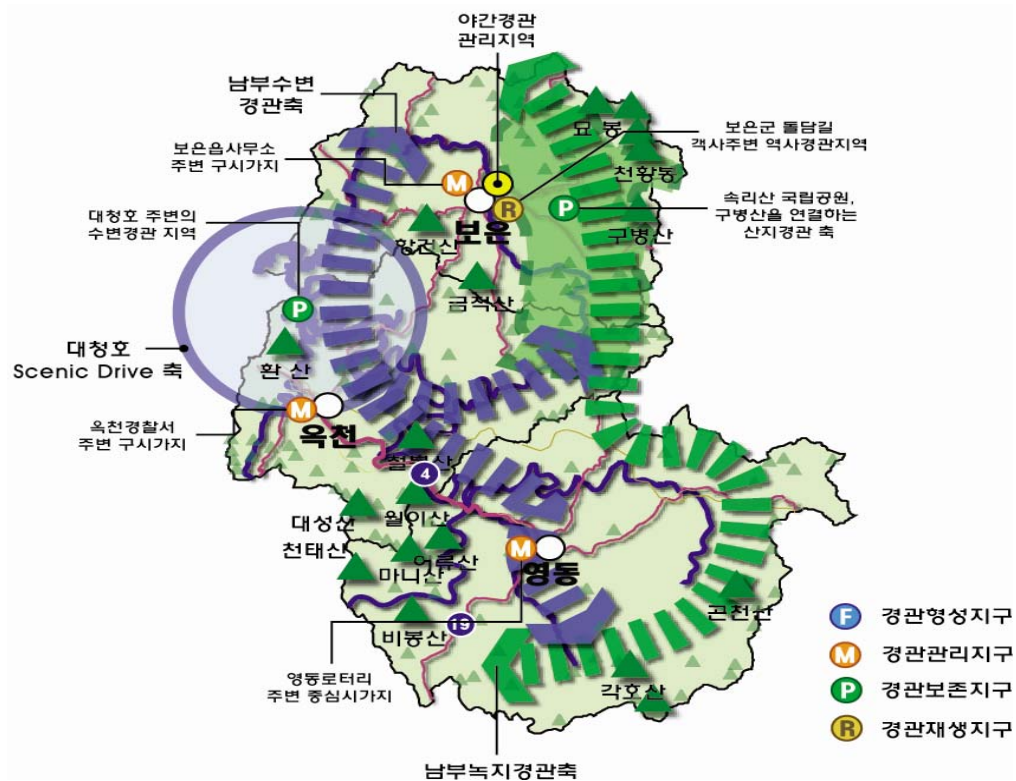 야간경관
관리지역
남부수변
경관축
보은읍사무소
주변 구시가지
보은군 돌담길
객사주변 역사경관지역
묘 봉
천황봉
M
R
P
속리산 국립공원,
구병산을 연결하는
산지경관 축
대청호 주변의
수변경관 지역
보은
구병산
금적산
P
대청호
Scenic Drive 축
환 산
M
옥천
옥천경찰서
주변 구시가지
4
대성산
월이산
천태산
마니산
M
영동
비봉산
19
곤천산
각호산
영동로터리
주변 중심시가지
남부녹지경관축
F 경관형성지구
M 경관관리지구
P 경관보존지구
R 경관재생지구